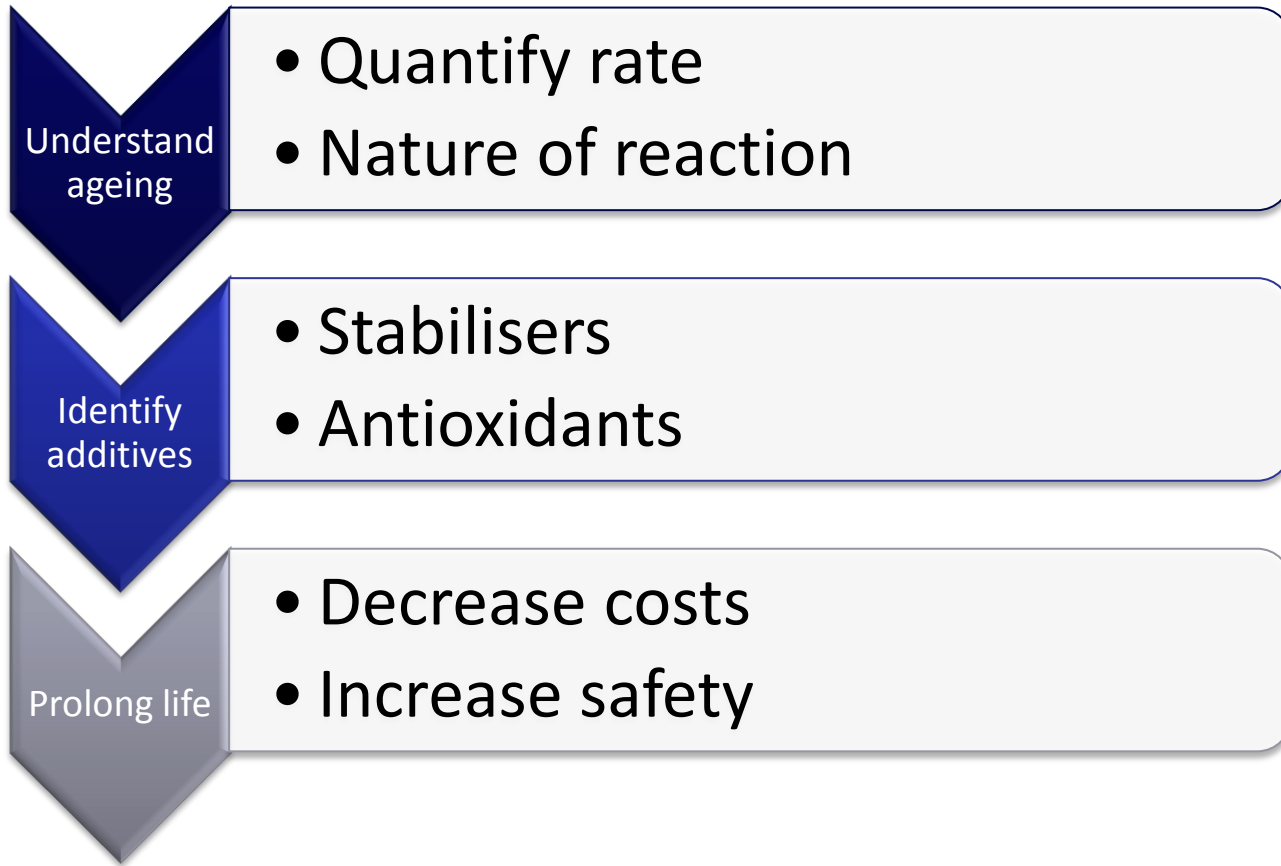 Understand
ageing
• Quantify rate
• Nature of reaction
Identify
additives
• Stabilisers
• Antioxidants
Prolong life
• Decrease costs
• Increase safety